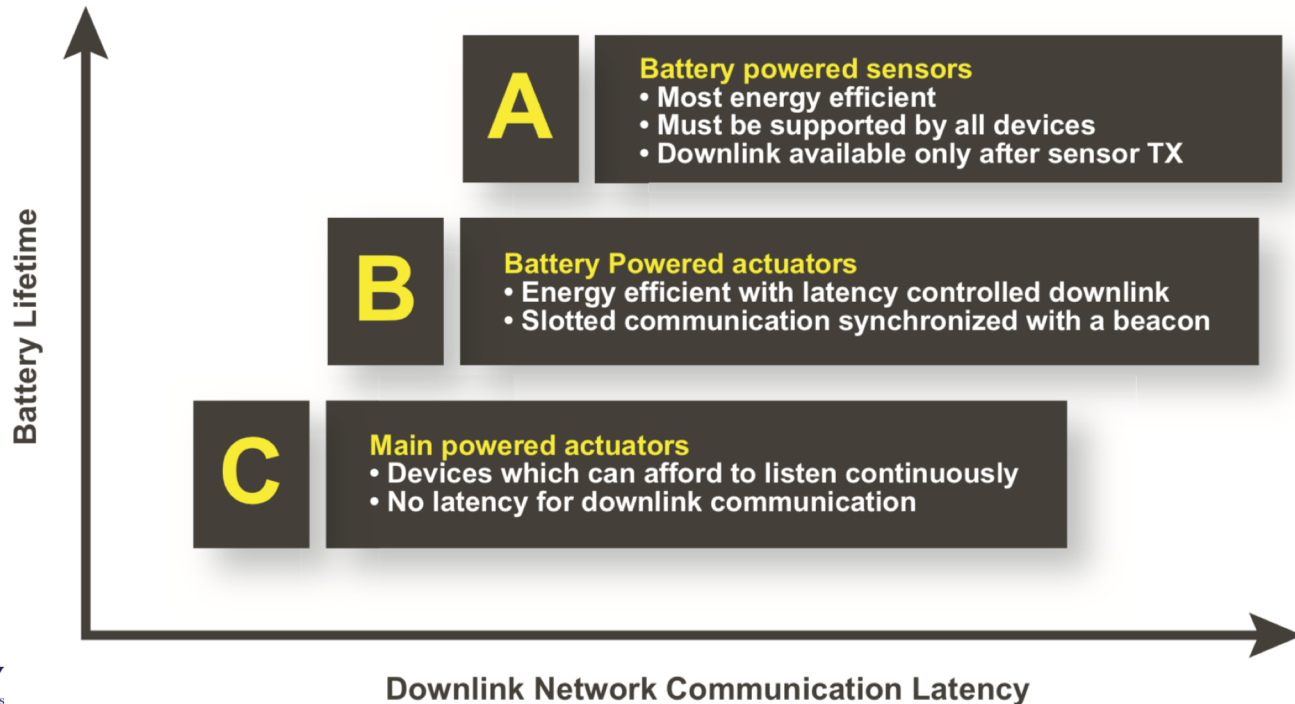 Battery Lifetime
A
Battery powered sensors
• Most energy efficient
• Must be supported by all devices
• Downlink available only after sensor TX
B
Battery Powered actuators
• Energy efficient with latency controlled downlink
• Slotted communication synchronized with a beacon
C
Main powered actuators
• Devices which can afford to listen continuously
• No latency for downlink communication
Downlink Network Communication Latency